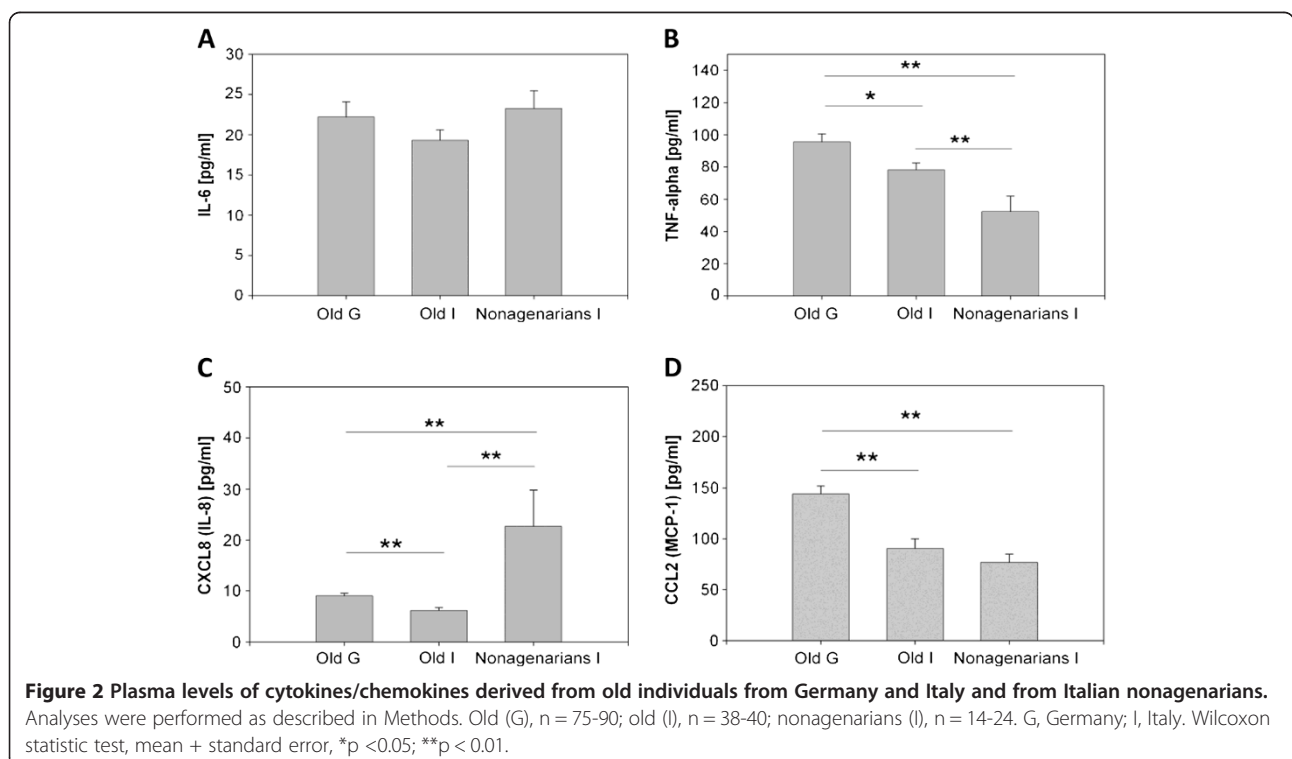 A
30
25
20
15
10
5
0
IL-6 [pg/ml]
Old G Old I Nonagenarians I
B
140
120
100
80
60
40
20
0
TNF-alpha [pg/ml]
**
*
**
Old G Old I Nonagenarians I
C
50
40
30
20
10
0
CXCL8 (IL-8) [pg/ml]
**
**
**
Old G Old I Nonagenarians I
D
250
200
150
100
50
0
CCL2 (MCP-1) [pg/ml]
**
**
Old G Old I Nonagenarians I
Figure 2 Plasma levels of cytokines/chemokines derived from old individuals from Germany and Italy and from Italian nonagenarians.
Analyses were performed as described in Methods. Old (G), n = 75-90; old (I), n = 38-40; nonagenarians (I), n = 14-24. G, Germany; I, Italy. Wilcoxon
statistic test, mean + standard error, *p <0.05; **p < 0.01.